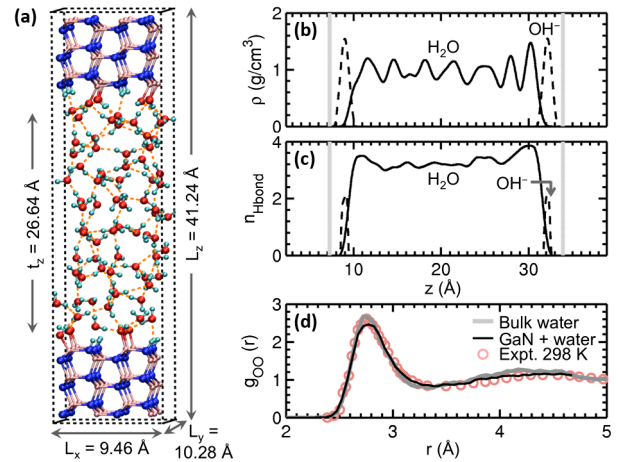 (a)
t_z = 26.64 Å
L_z = 41.24 Å
L_x = 9.46 Å
L_y =
10.28 Å
(b)
ρ (g/cm³)
2
1
0
H₂O
OH⁻
(c)
n_Hbond
4
2
0
H₂O
OH⁻
10
20
30
z (Å)
(d)
g_OO (r)
3
2
1
0
Bulk water
GaN + water
Expt. 298 K
2
3
4
5
r (Å)